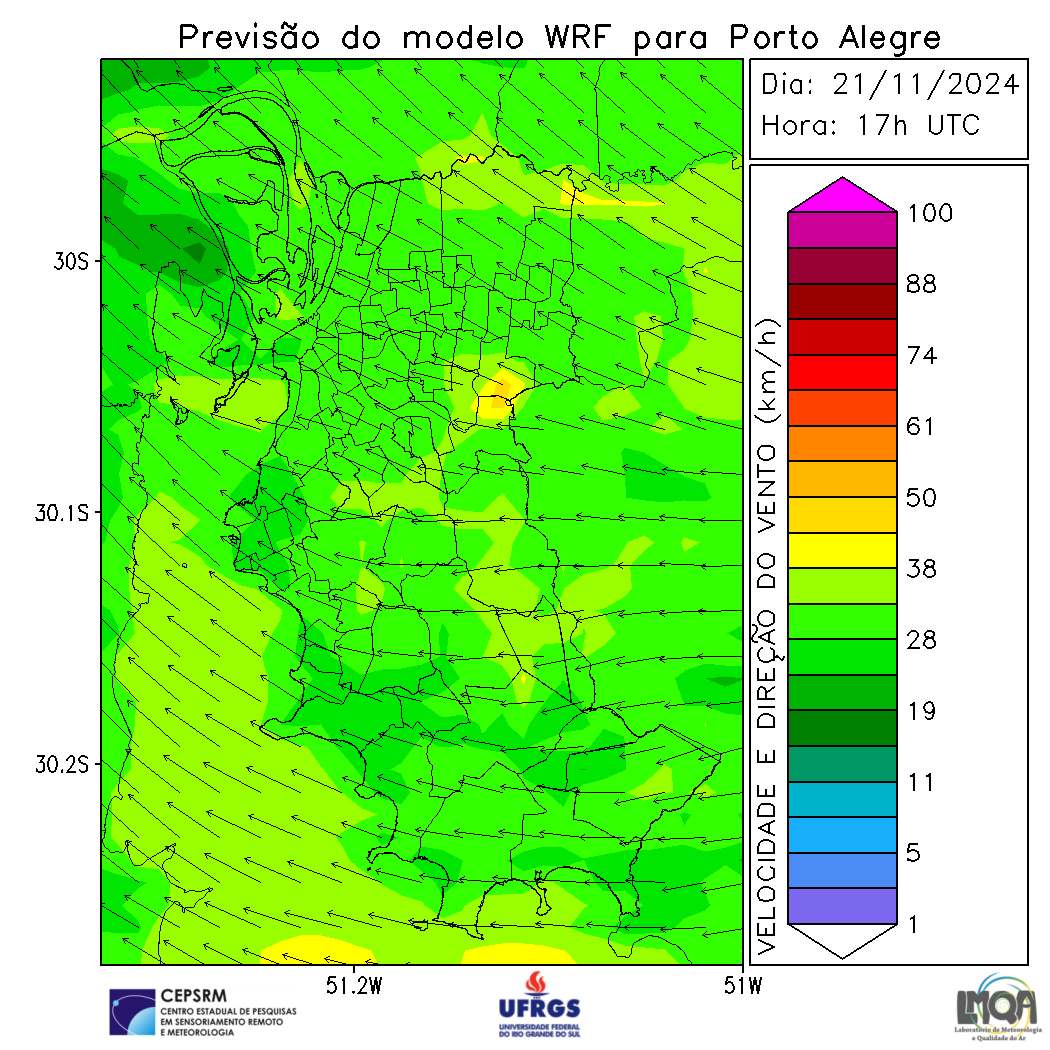 Previsão do modelo WRF para Porto Alegre
Dia: 21/11/2024
Hora: 17h UTC
30S
30.1S
30.2S
51.2W
51W
VELOCIDADE E DIREÇÃO DO VENTO (km/h)
100
88
74
61
50
38
28
19
11
5
1
CEPSRM
CENTRO ESTADUAL DE PESQUISAS
EM SENSORIAMENTO REMOTO
E METEOROLOGIA
UFRGS
UNIVERSIDADE FEDERAL
DO RIO GRANDE DO SUL
LMQA
Laboratório de Meteorologia
e Qualidade do Ar